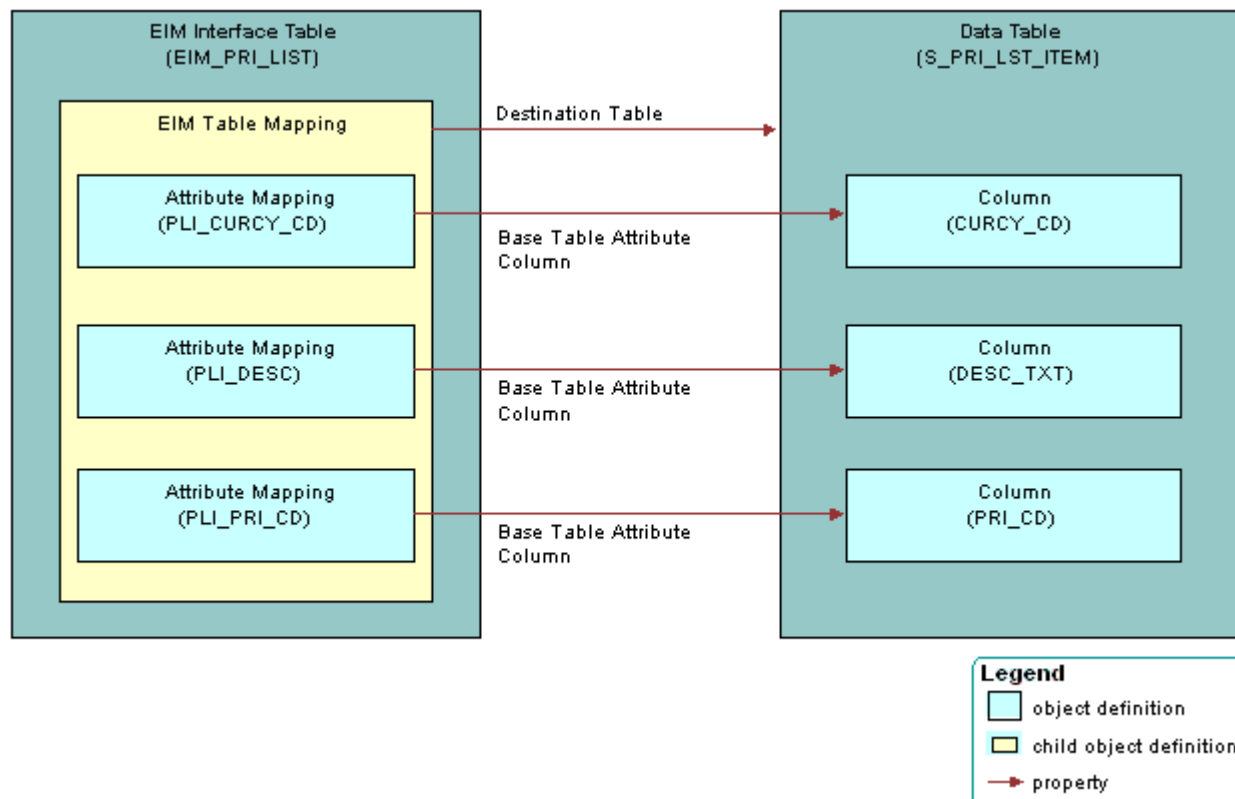 EIM Interface Table
(EIM_PRI_LIST)
Data Table
(S_PRI_LST_ITEM)
EIM Table Mapping
Destination Table
Attribute Mapping
(PLI_CURCY_CD)
Column
(CURCY_CD)
Base Table Attribute
Column
Attribute Mapping
(PLI_DESC)
Column
(DESC_TXT)
Base Table Attribute
Column
Attribute Mapping
(PLI_PRI_CD)
Column
(PRI_CD)
Base Table Attribute
Column
Legend
object definition
child object definition
property